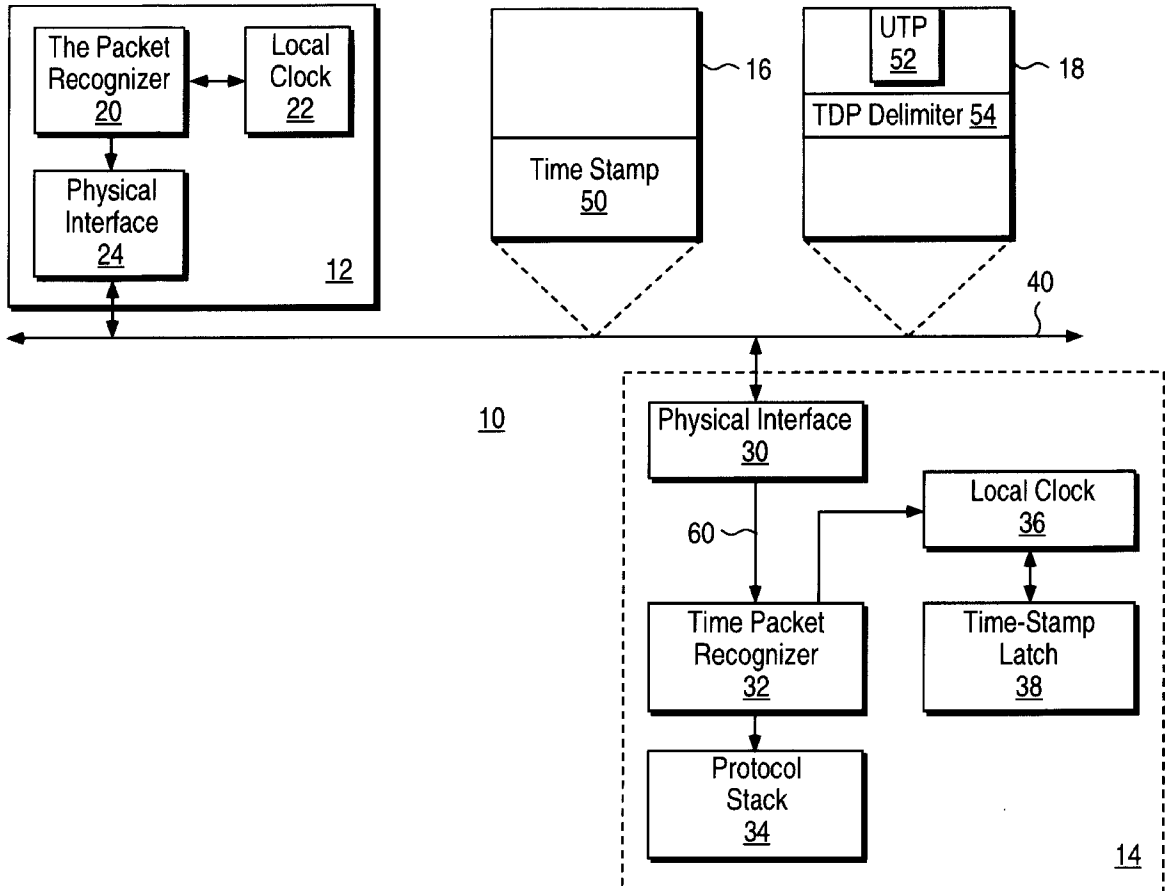 The Packet
Recognizer
20
Local
Clock
22
Physical
Interface
24
12
Time Stamp
50
16
UTP
52
TDP Delimiter 54
18
40
10
Physical Interface
30
60
Local Clock
36
Time Packet
Recognizer
32
Time-Stamp
Latch
38
Protocol
Stack
34
14